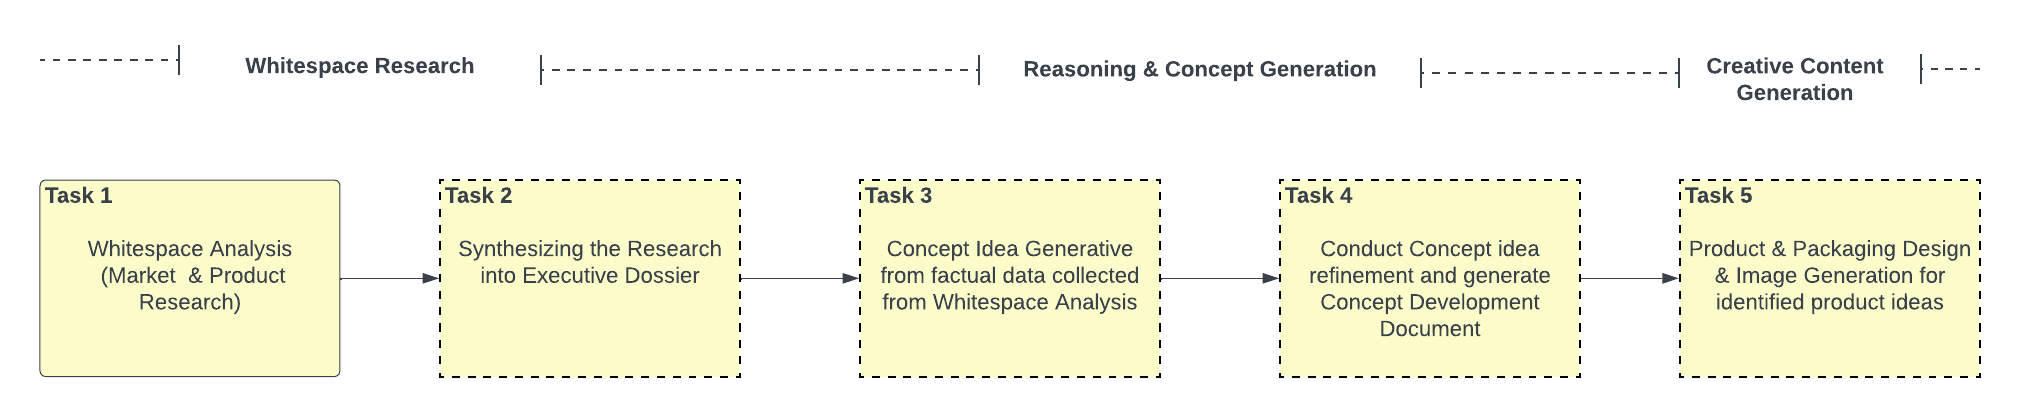 Whitespace Research
Reasoning & Concept Generation
Creative Content
Generation
Task 1
Whitespace Analysis
(Market & Product
Research)
Task 2
Synthesizing the Research
into Executive Dossier
Task 3
Concept Idea Generative
from factual data collected
from Whitespace Analysis
Task 4
Conduct Concept idea
refinement and generate
Concept Development
Document
Task 5
Product & Packaging Design
& Image Generation for
identified product ideas